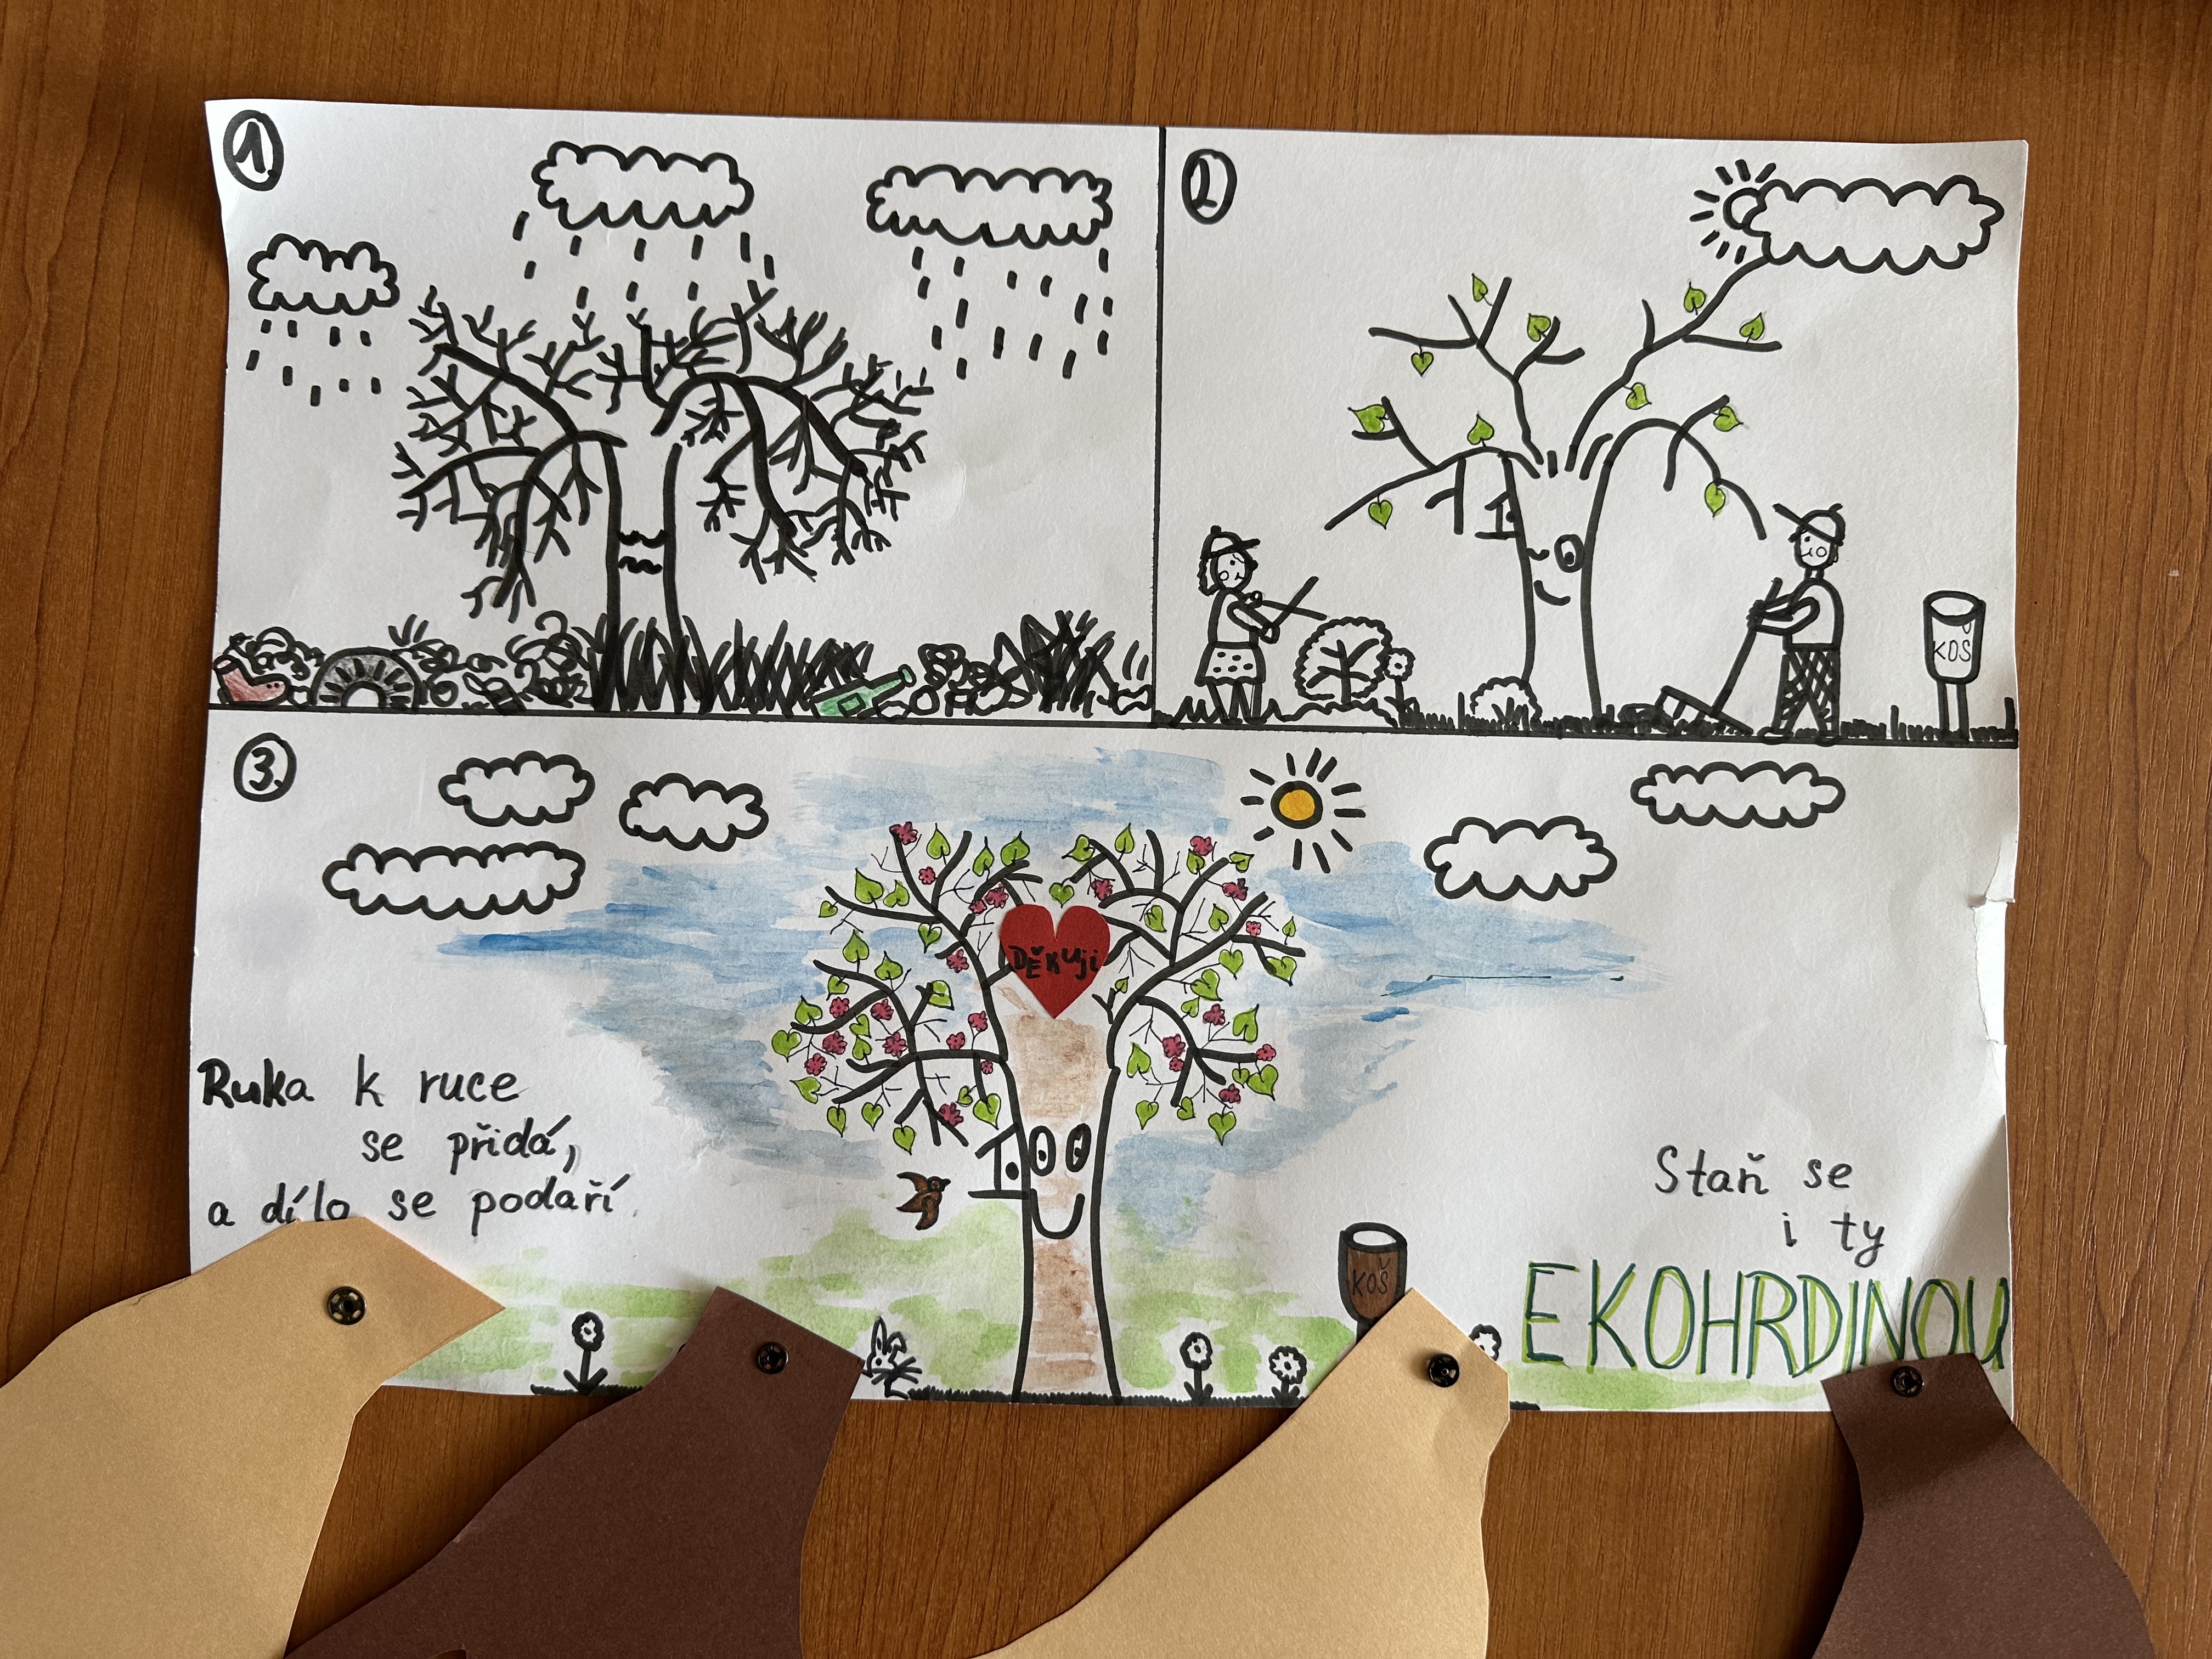 1.
2
KOŠ
3.
Děkuji
Ruka k ruce
se přidá,
a dílo se podaří.
KOŠ
Staň se
i ty
EKOHRDINOU